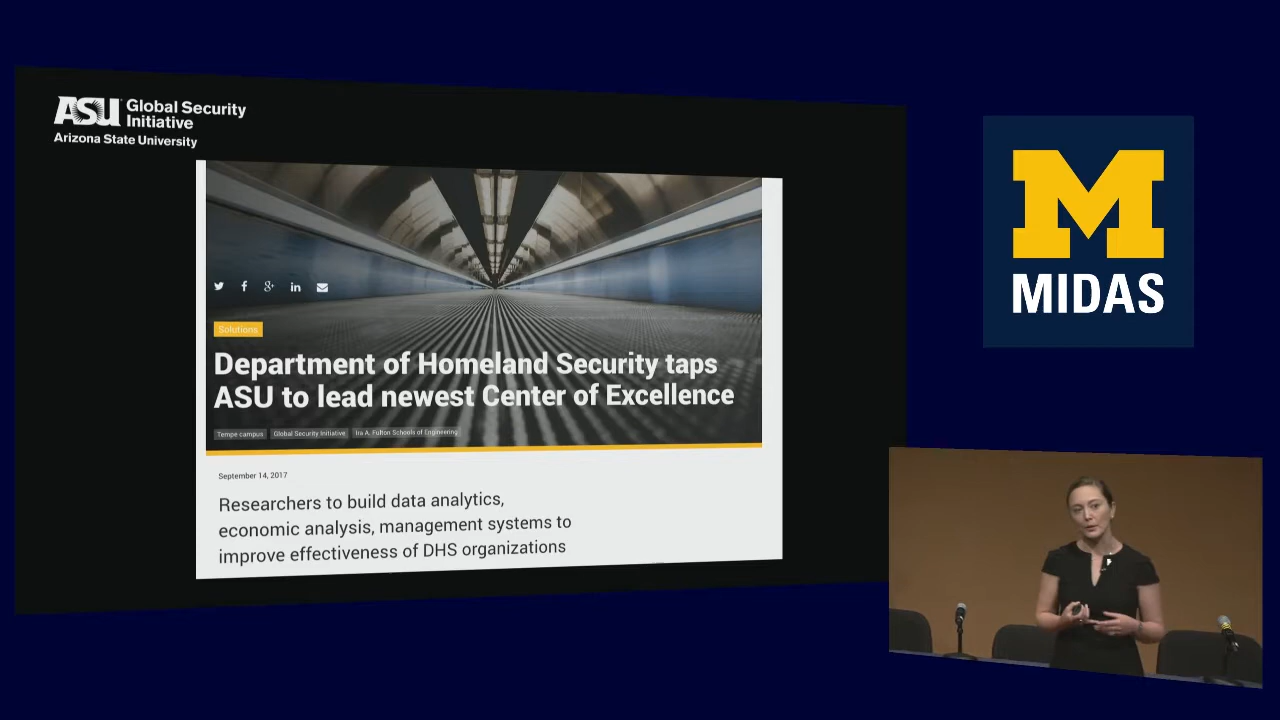 ASU Global Security
Initiative
Arizona State University
Solutions
Department of Homeland Security taps
ASU to lead newest Center of Excellence
Tempe campus Global Security Initiative Ira A. Fulton Schools of Engineering
September 14, 2017
Researchers to build data analytics,
economic analysis, management systems to
improve effectiveness of DHS organizations
M
MIDAS